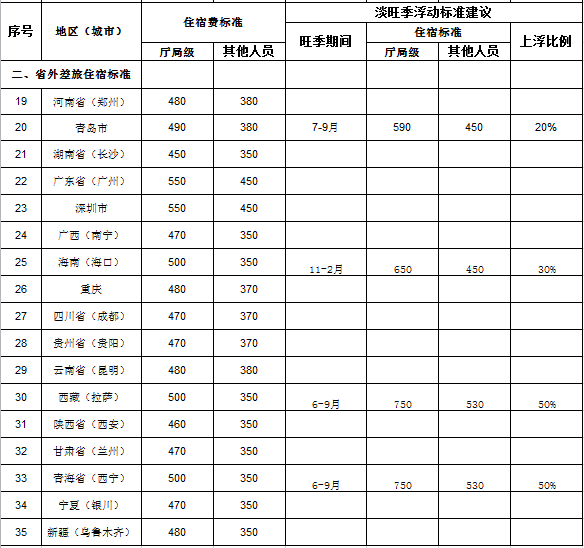 序号 地区（城市） 住宿费标准 淡旺季浮动标准建议
旺季期间 住宿标准 上浮比例
厅局级 其他人员 厅局级 其他人员
二、省外差旅住宿标准
19 河南省（郑州） 480 380
20 青岛市 490 380 7-9月 590 450 20%
21 湖南省（长沙） 450 350
22 广东省（广州） 550 450
23 深圳市 550 450
24 广西（南宁） 470 350
25 海南（海口） 500 350 11-2月 650 450 30%
26 重庆 480 370
27 四川省（成都） 470 370
28 贵州省（贵阳） 470 370
29 云南省（昆明） 480 380
30 西藏（拉萨） 500 350 6-9月 750 530 50%
31 陕西省（西安） 460 350
32 甘肃省（兰州） 470 350
33 青海省（西宁） 500 350 6-9月 750 530 50%
34 宁夏（银川） 470 350
35 新疆（乌鲁木齐） 480 350